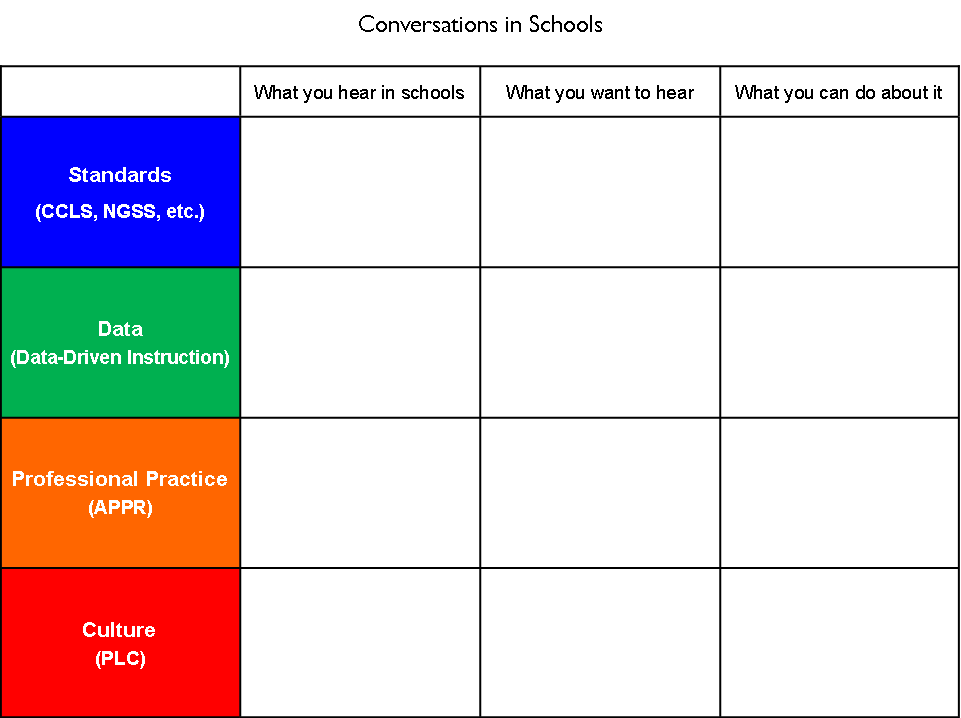 Conversations in Schools
What you hear in schools
What you want to hear
What you can do about it
Standards
(CCLS, NGSS, etc.)
Data
(Data-Driven Instruction)
Professional Practice
(APPR)
Culture
(PLC)